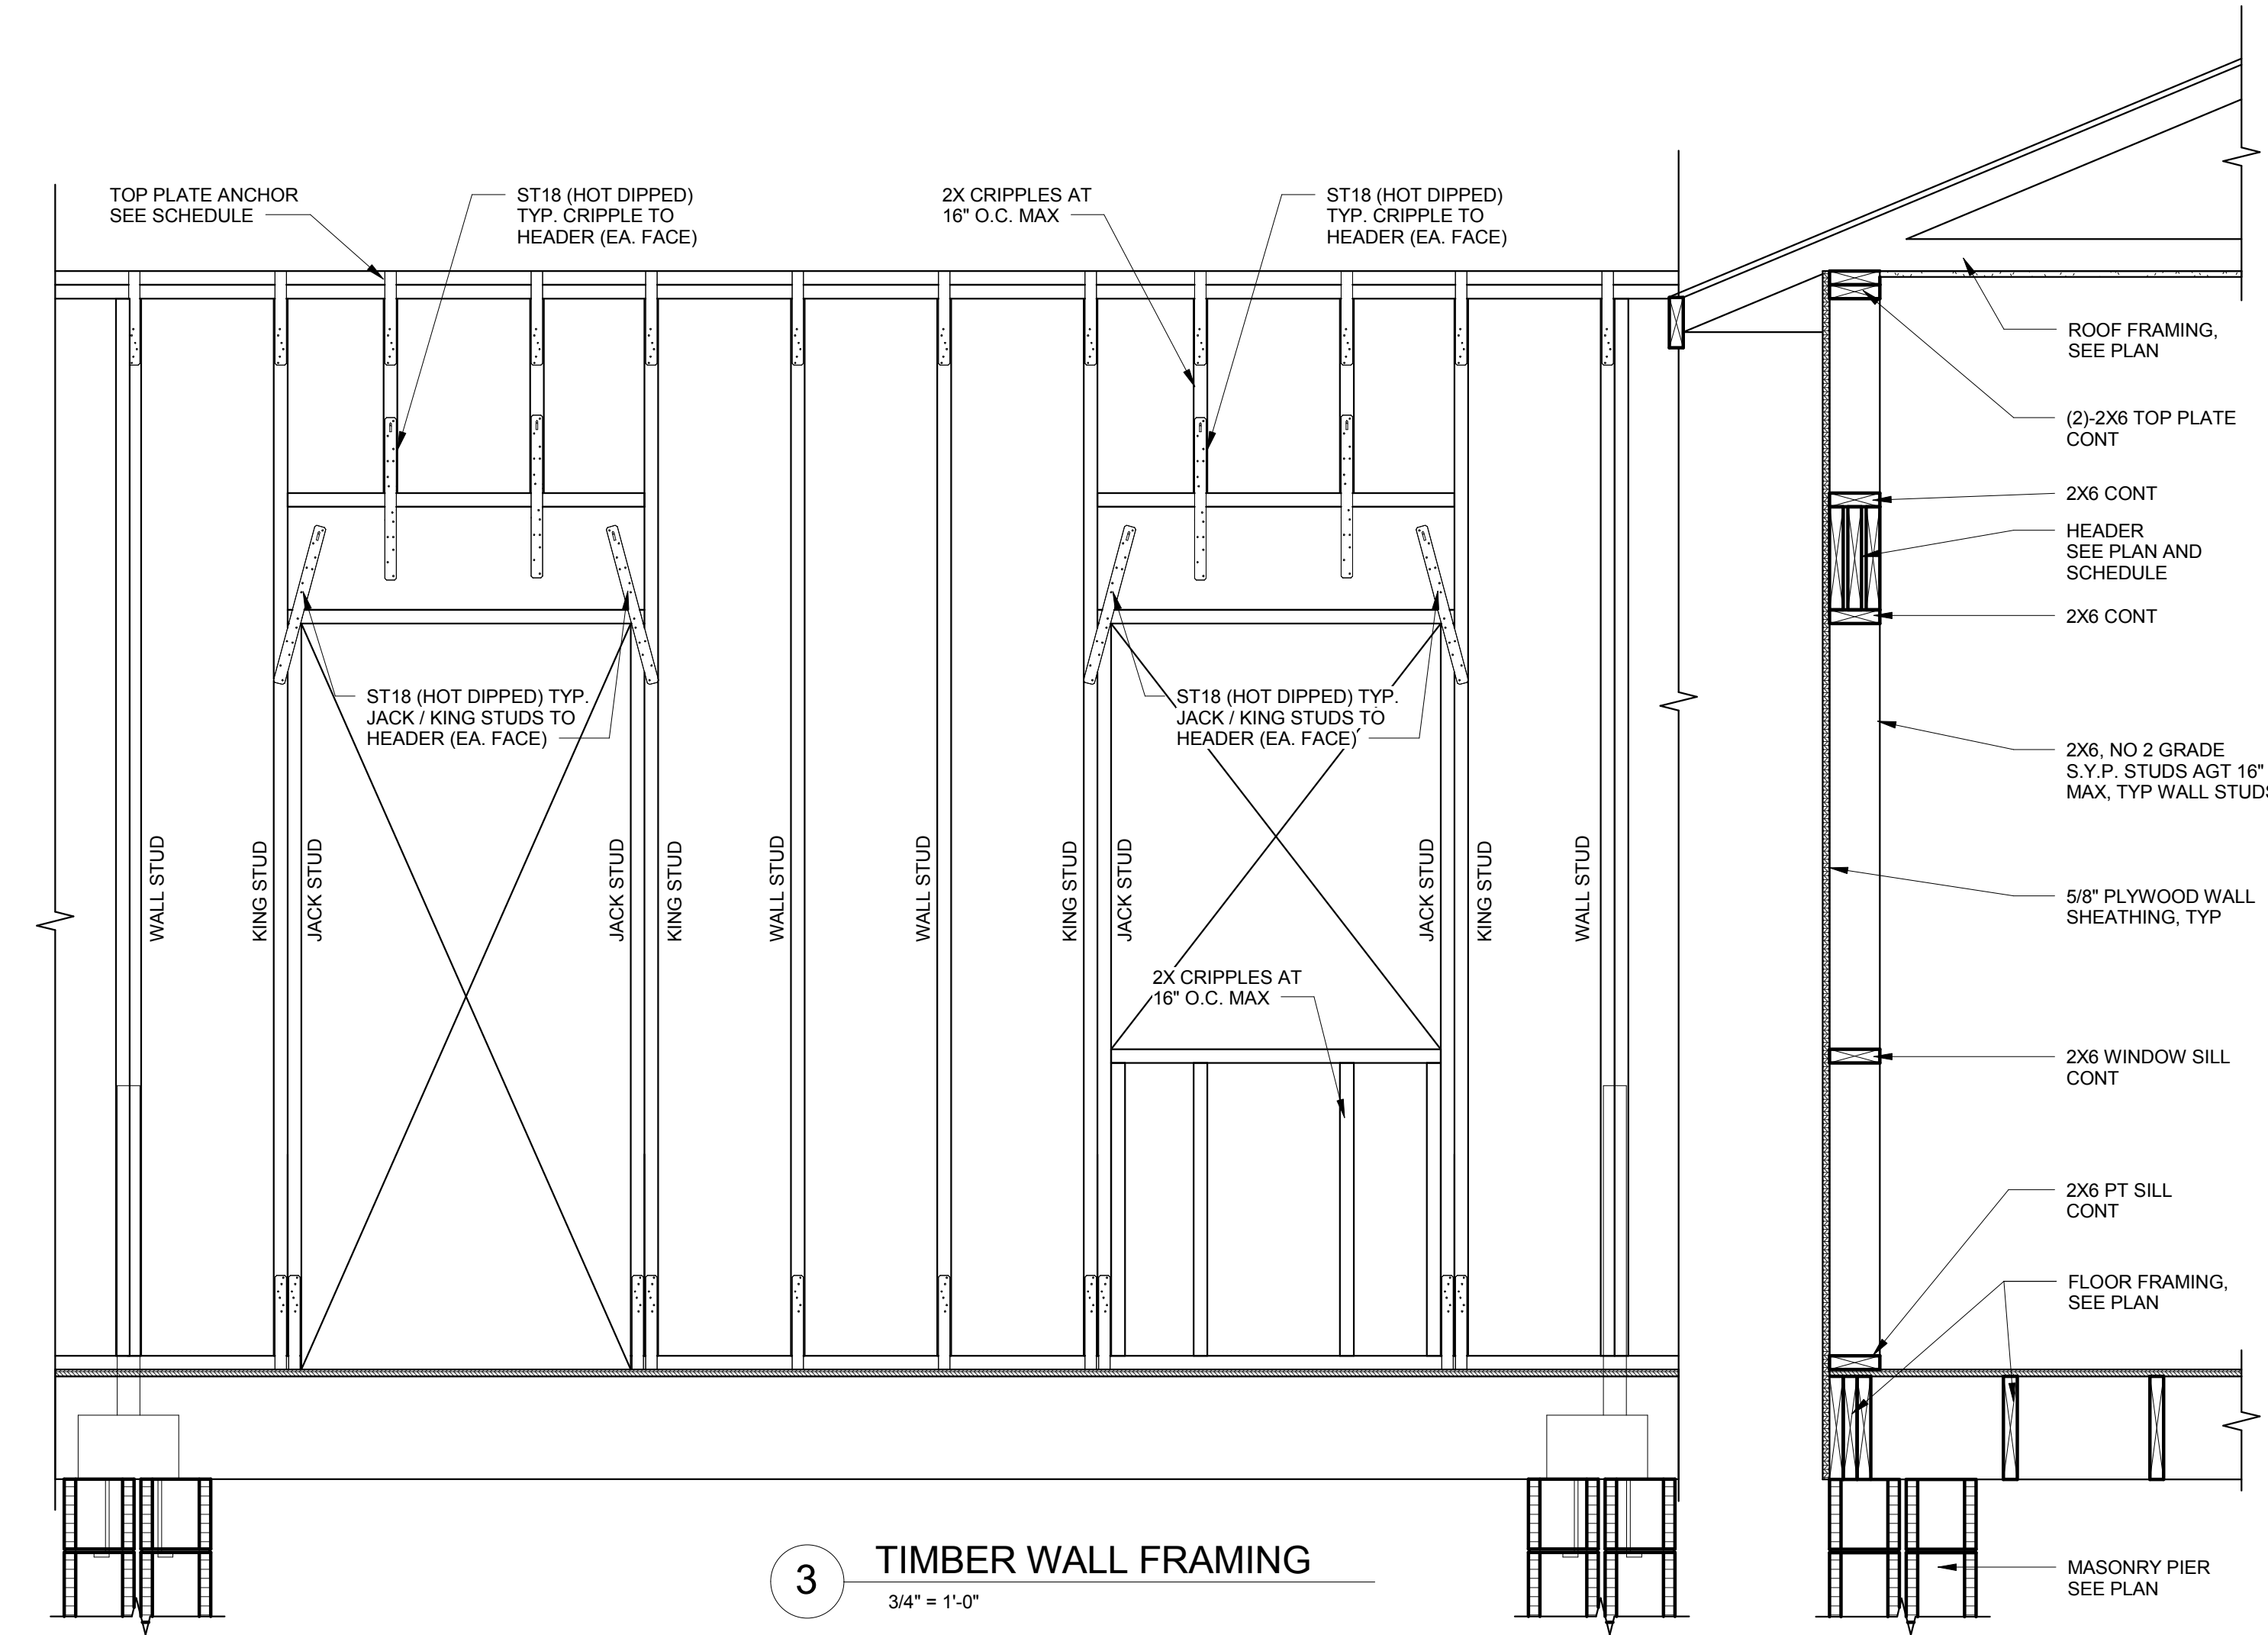 TOP PLATE ANCHOR
SEE SCHEDULE
ST18 (HOT DIPPED)
TYP. CRIPPLE TO
HEADER (EA. FACE)
2X CRIPPLES AT
16" O.C. MAX
ST18 (HOT DIPPED)
TYP. CRIPPLE TO
HEADER (EA. FACE)
ROOF FRAMING,
SEE PLAN
(2)-2X6 TOP PLATE
CONT
2X6 CONT
HEADER
SEE PLAN AND
SCHEDULE
2X6 CONT
ST18 (HOT DIPPED) TYP.
JACK / KING STUDS TO
HEADER (EA. FACE)
ST18 (HOT DIPPED) TYP.
JACK / KING STUDS TO
HEADER (EA. FACE)
2X6, NO 2 GRADE
S.Y.P. STUDS AGT 16"
MAX, TYP WALL STUDS
WALL STUD
KING STUD
JACK STUD
JACK STUD
KING STUD
WALL STUD
WALL STUD
KING STUD
JACK STUD
JACK STUD
KING STUD
WALL STUD
5/8" PLYWOOD WALL
SHEATHING, TYP
2X CRIPPLES AT
16" O.C. MAX
2X6 WINDOW SILL
CONT
2X6 PT SILL
CONT
FLOOR FRAMING,
SEE PLAN
MASONRY PIER
SEE PLAN
3
TIMBER WALL FRAMING
3/4" = 1'-0"